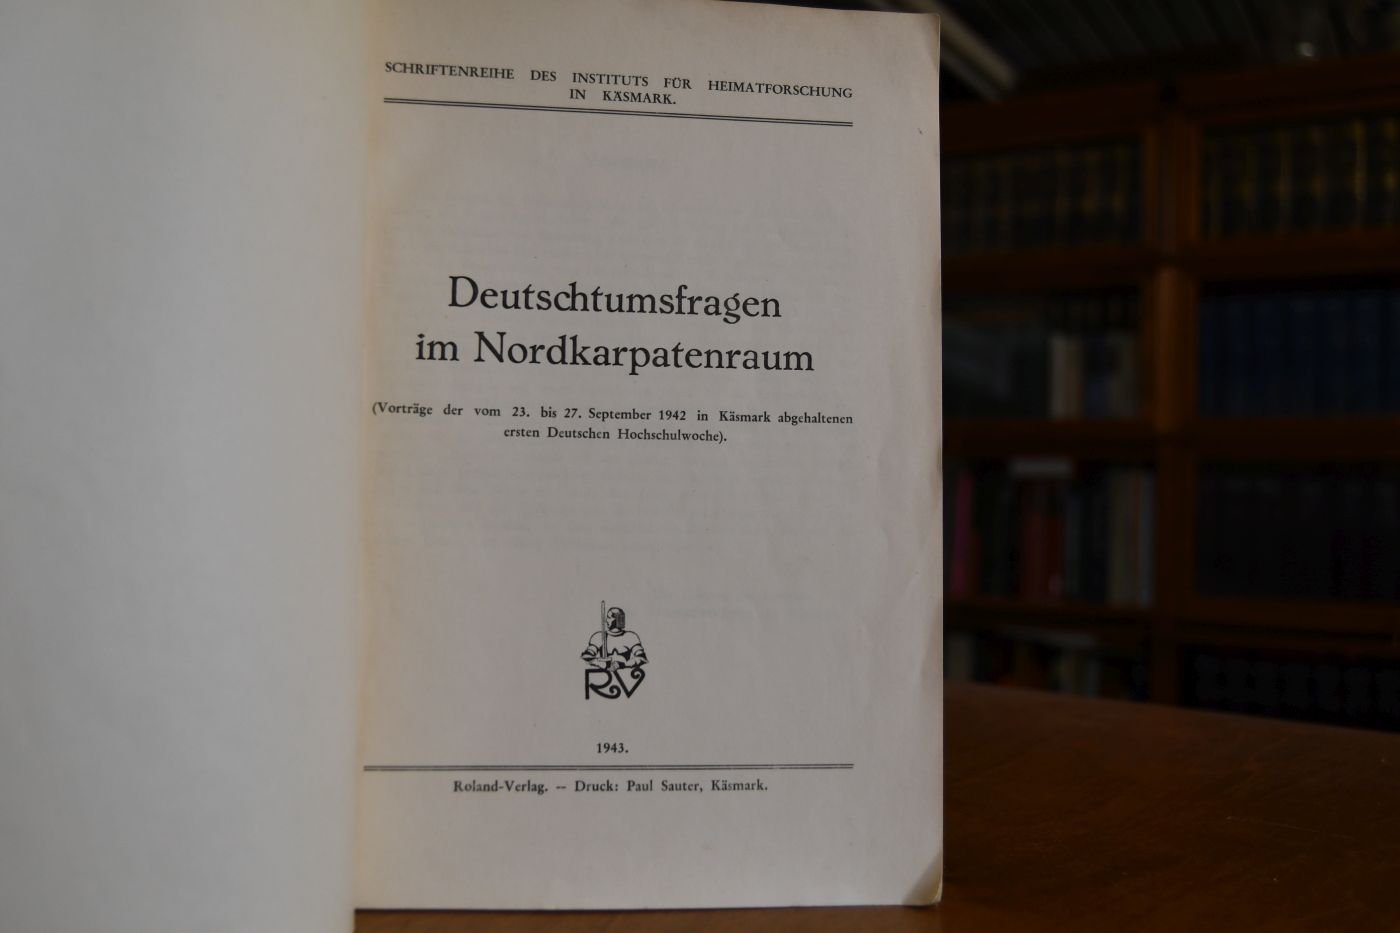 SCHRIFTENREIHE DES INSTITUTS FÜR HEIMATFORSCHUNG
IN KÄSMARK.
Deutschtumsfragen
im Nordkarpatenraum
(Vorträge der vom 23. bis 27. September 1942 in Käsmark abgehaltenen
ersten Deutschen Hochschulwoche).
RV
1943.
Roland-Verlag. — Druck: Paul Sauter, Käsmark.